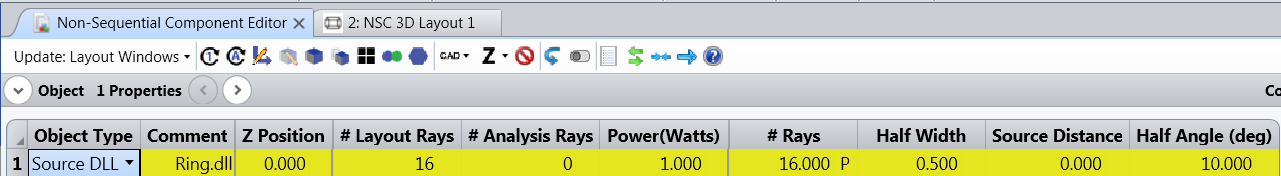 Non-Sequential Component Editor × 2: NSC 3D Layout 1
Update: Layout Windows CAD Z
Object 1 Properties Co
Object Type Comment Z Position # Layout Rays # Analysis Rays Power(Watts) # Rays Half Width Source Distance Half Angle (deg)
1 Source DLL Ring.dll 0.000 16 0 1.000 16.000 P 0.500 0.000 10.000